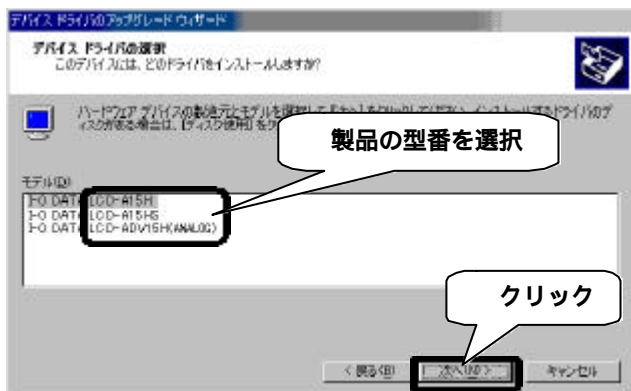 デバイス ドライバのアップグレード ウィザード
デバイス ドライバの選択
このデバイスには、どのドライバをインストールしますか?
ハードウェア デバイスの製造元とモデルを選択して [次へ] をクリックしてください。インストールするドライバのデ
ィスクがある場合は、[ディスク使用] をク
製品の型番を選択
モデル(D)
I-O DATA LCD-A15H
I-O DATA LCD-A15HS
I-O DATA LCD-ADV15H(ANALOG)
クリック
< 戻る(B)
次へ(N) >
キャンセル